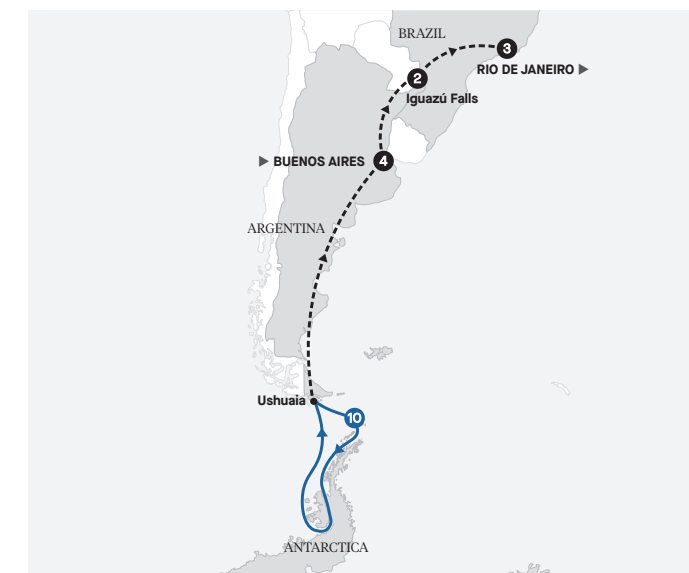 BRAZIL
3
RIO DE JANEIRO ▶
2
Iguazú Falls
▶ BUENOS AIRES
4
ARGENTINA
Ushuaia
10
ANTARCTICA